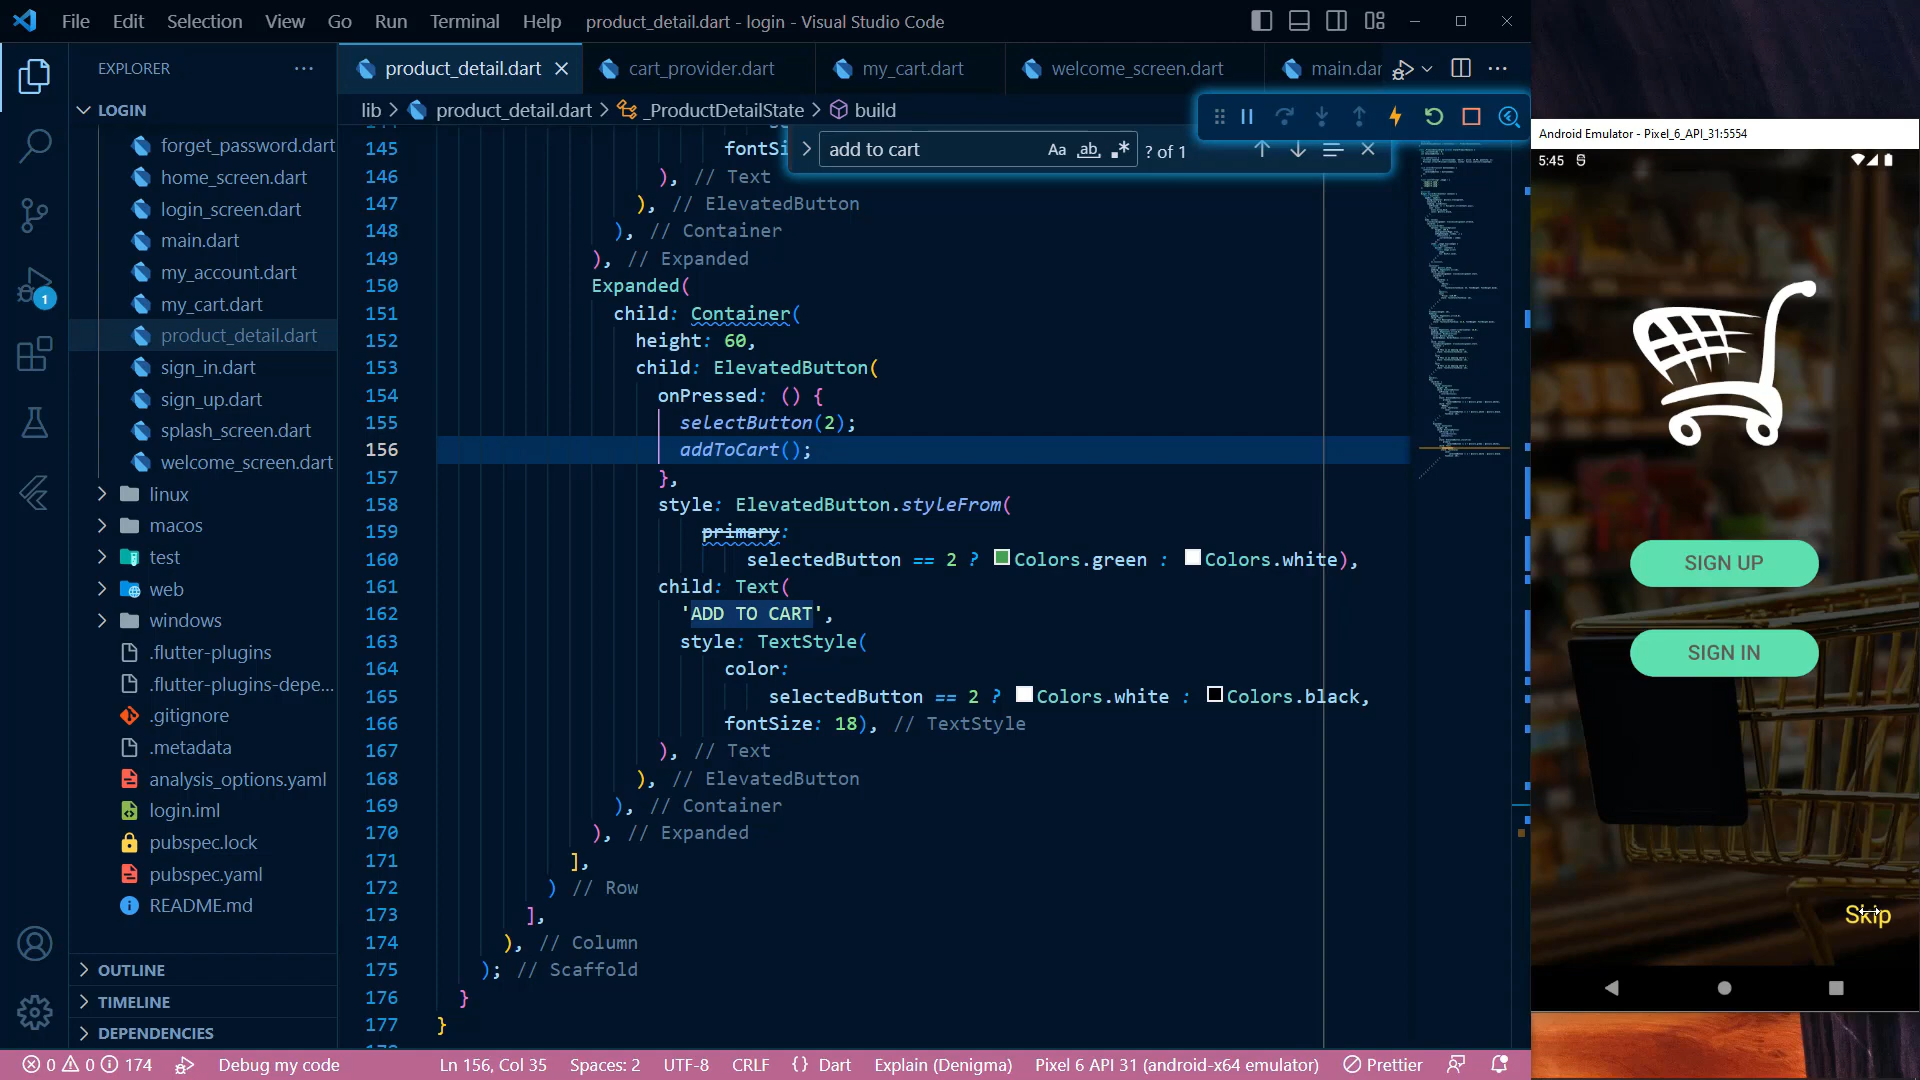 File Edit Selection View Go Run Terminal Help product_detail.dart - login - Visual Studio Code
EXPLORER
LOGIN
forget_password.dart
home_screen.dart
login_screen.dart
main.dart
my_account.dart
my_cart.dart
product_detail.dart
sign_in.dart
sign_up.dart
splash_screen.dart
welcome_screen.dart
linux
macos
test
web
windows
.flutter-plugins
.flutter-plugins-depe...
.gitignore
.metadata
analysis_options.yaml
login.iml
pubspec.lock
pubspec.yaml
README.md
OUTLINE
TIMELINE
DEPENDENCIES
1
product_detail.dart cart_provider.dart my_cart.dart welcome_screen.dart main.dar
lib > product_detail.dart > _ProductDetailState > build
add to cart Aa ab ? of 1
145 fontSi
146 ), // Text
147 ), // ElevatedButton
148 ), // Container
149 ), // Expanded
150 Expanded(
151 child: Container(
152 height: 60,
153 child: ElevatedButton(
154 onPressed: () {
155 selectButton(2);
156 addToCart();
157 },
158 style: ElevatedButton.styleFrom(
159 primary:
160 selectedButton == 2 ? Colors.green : Colors.white),
161 child: Text(
162 'ADD TO CART',
163 style: TextStyle(
164 color:
165 selectedButton == 2 ? Colors.white : Colors.black,
166 fontSize: 18), // TextStyle
167 ), // Text
168 ), // ElevatedButton
169 ), // Container
170 ), // Expanded
171 ],
172 ) // Row
173 ],
174 ), // Column
175 ); // Scaffold
176 }
177 }
0 0 174 Debug my code Ln 156, Col 35 Spaces: 2 UTF-8 CRLF {} Dart Explain (Denigma) Pixel 6 API 31 (android-x64 emulator) Prettier
Android Emulator - Pixel_6_API_31:5554
5:45
SIGN UP
SIGN IN
Skip